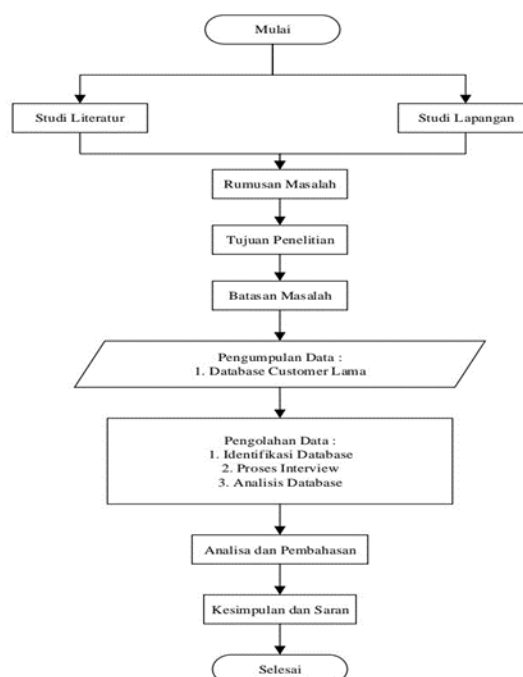 Mulai
Studi Literatur
Studi Lapangan
Rumusan Masalah
Tujuan Penelitian
Batasan Masalah
Pengumpulan Data :
1. Database Customer Lama
Pengolahan Data :
1. Identifikasi Database
2. Proses Interview
3. Analisis Database
Analisa dan Pembahasan
Kesimpulan dan Saran
Selesai